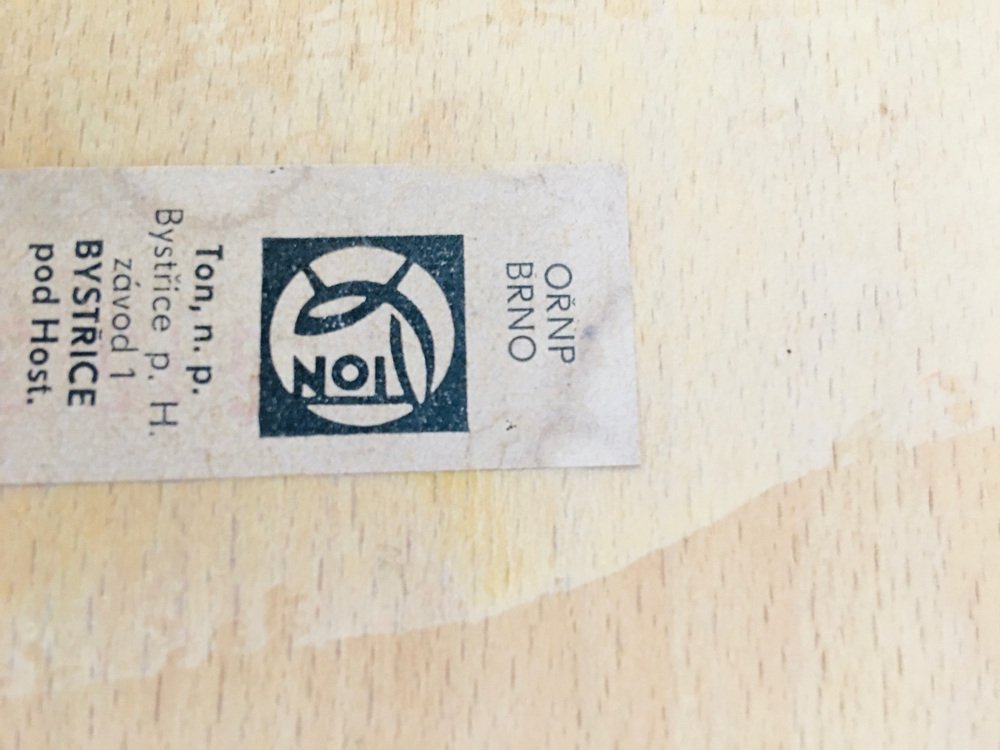 OŘNP
BRNO
TON
Ton, n. p.
Bystřice p. H.
závod 1
BYSTŘICE
pod Host.